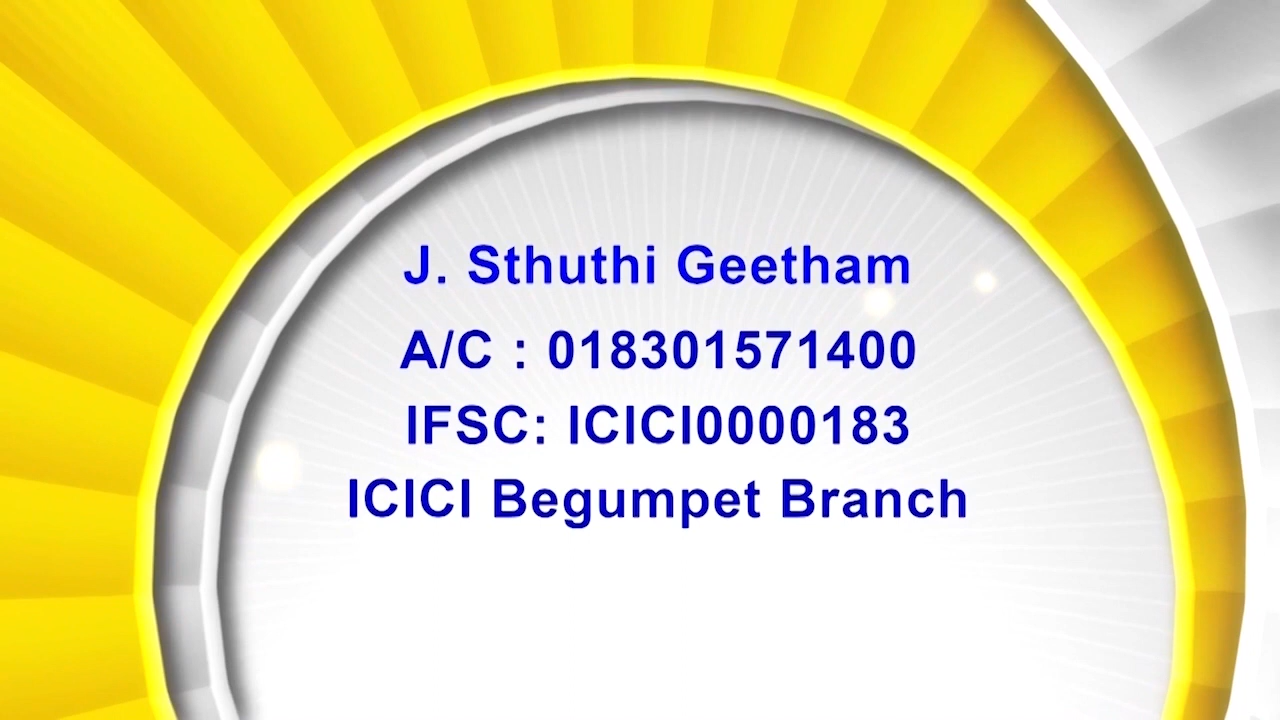 J. Sthuthi Geetham
A/C : 018301571400
IFSC: ICICI0000183
ICICI Begumpet Branch